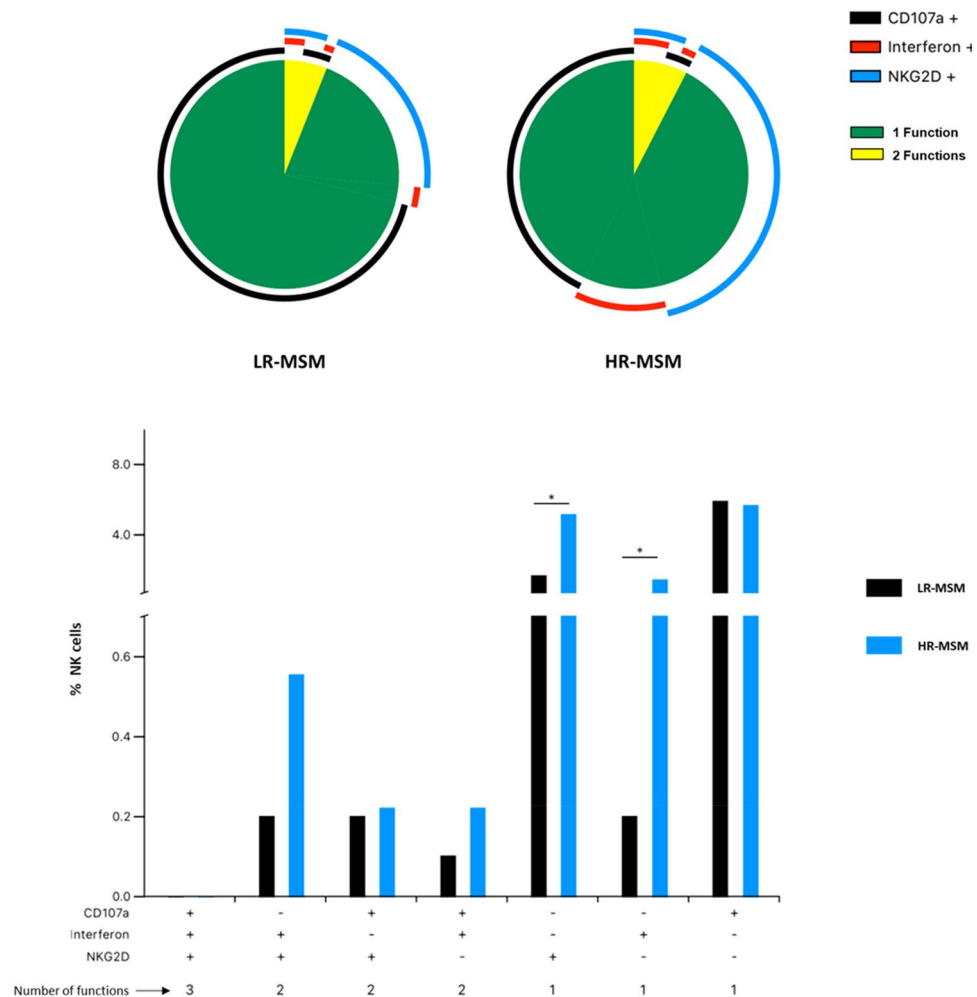 CD107a +
Interferon +
NKG2D +
1 Function
2 Functions
LR-MSM
HR-MSM
8.0
4.0
*
*
0.6
0.4
0.2
0.0
% NK cells
LR-MSM
HR-MSM
CD107a + - + + - - +
Interferon + + - + - + -
NKG2D + + + - + - -
Number of functions 3 2 2 2 1 1 1